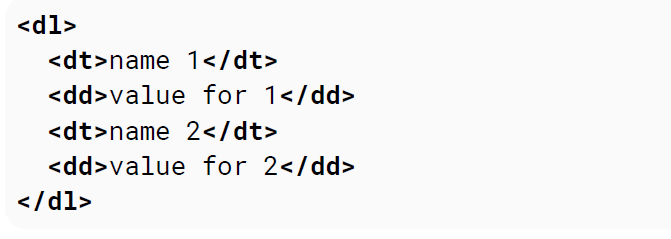 <dl>
  <dt>name 1</dt>
  <dd>value for 1</dd>
  <dt>name 2</dt>
  <dd>value for 2</dd>
</dl>